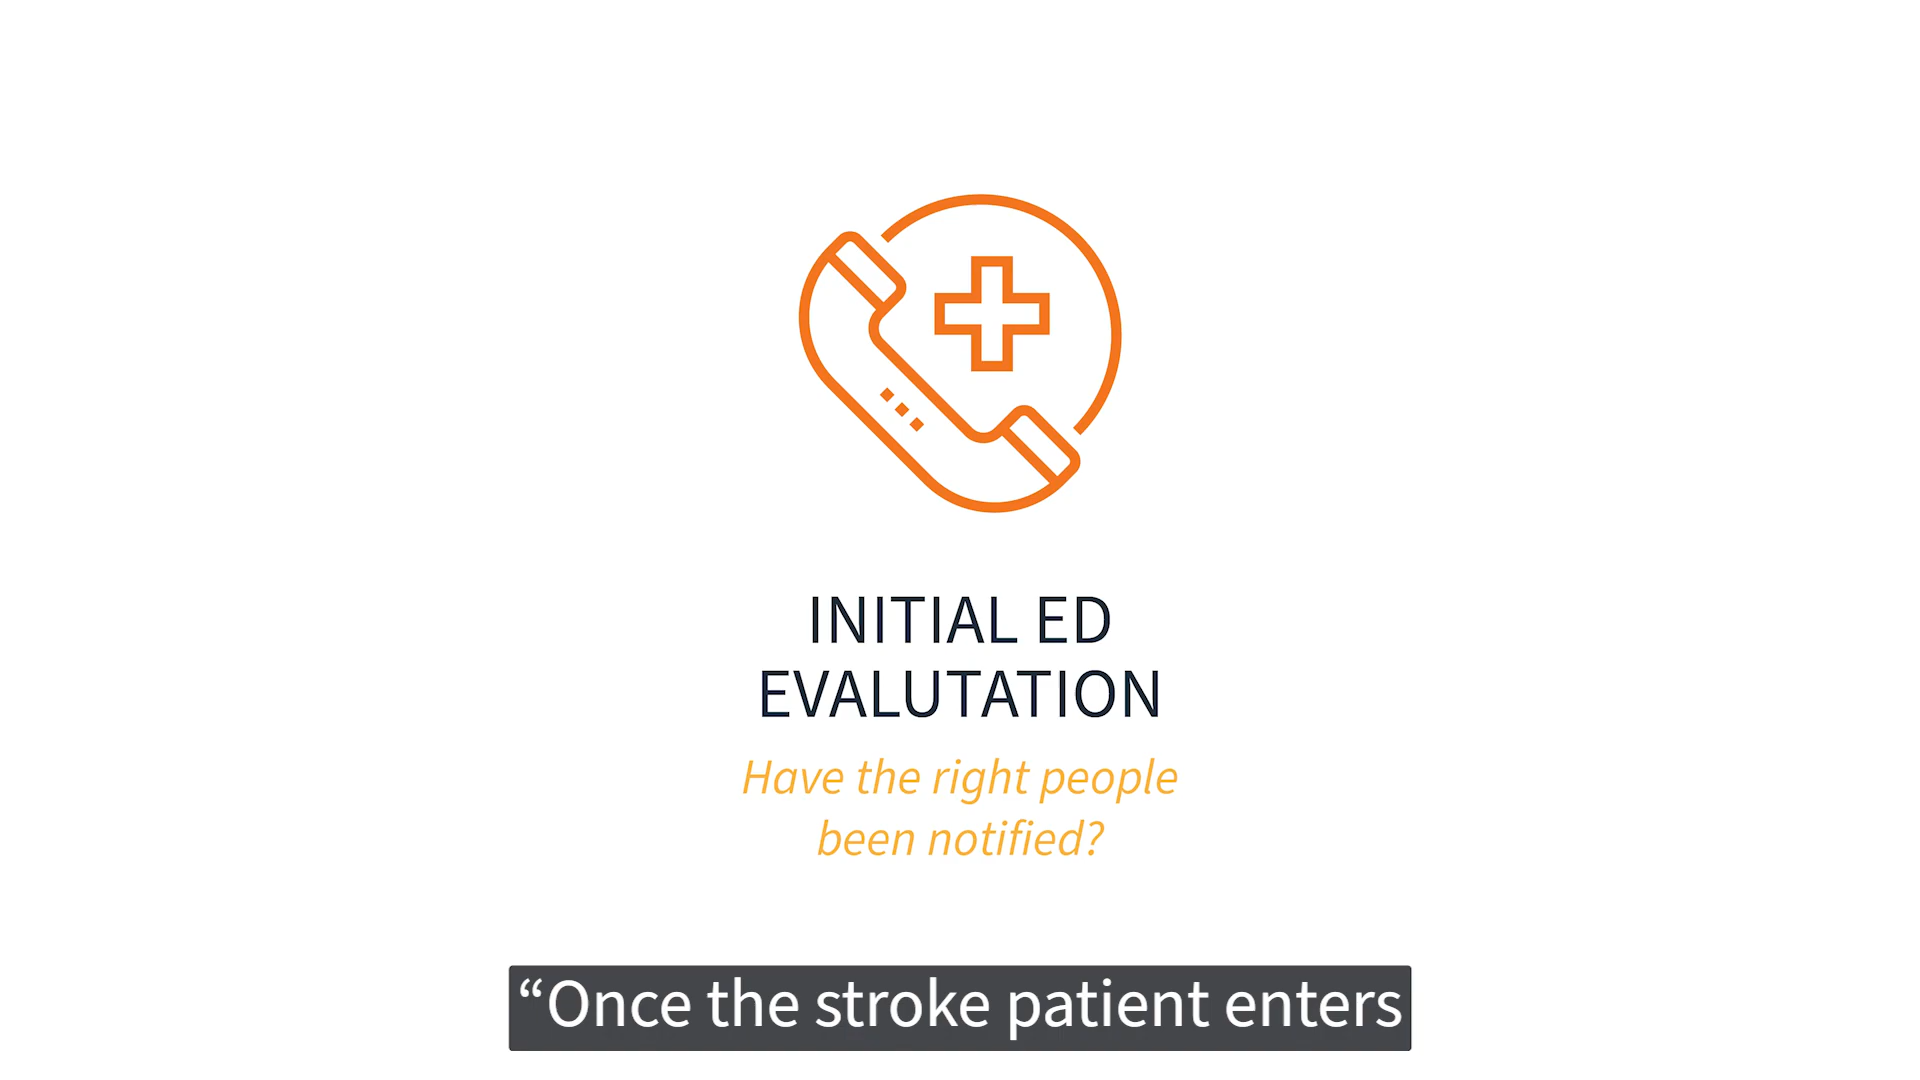 INITIAL ED
EVALUTATION
Have the right people
been notified?
“Once the stroke patient enters